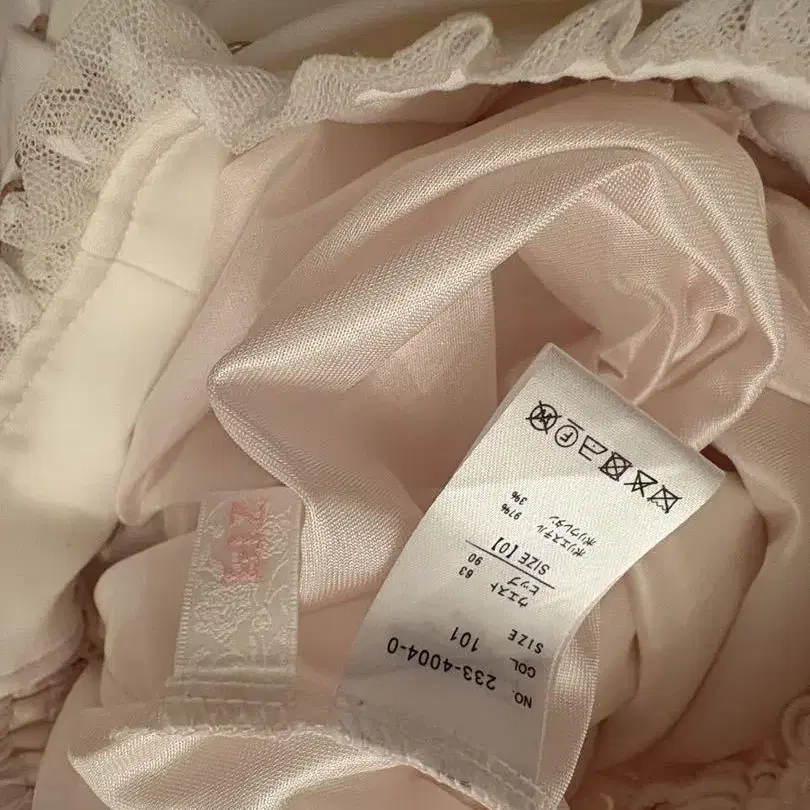 NO. 233-4004-0
COL 101
SIZE
ウエスト 63
ヒップ 90
SIZE [0]
ポリエステル 97%
ポリウレタン 3%